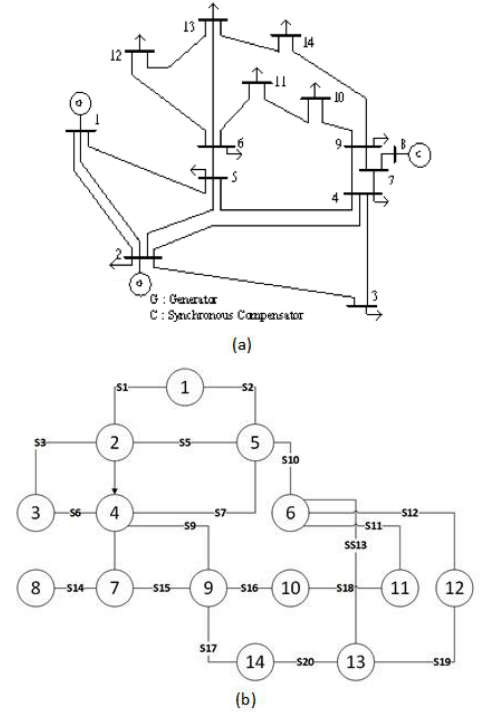 13
14
12
11
10
G
1
6
9
8
C
7
5
4
2
G
3
G : Generator
C : Synchronous Compensator
(a)
S1 1 S2
2 S5 5
S3
S10
3 S6 4 S7
S9
6 S12
S11
SS13
8 S14 7 S15 9 S16 10 S18 11 12
S17
14 S20 13 S19
(b)